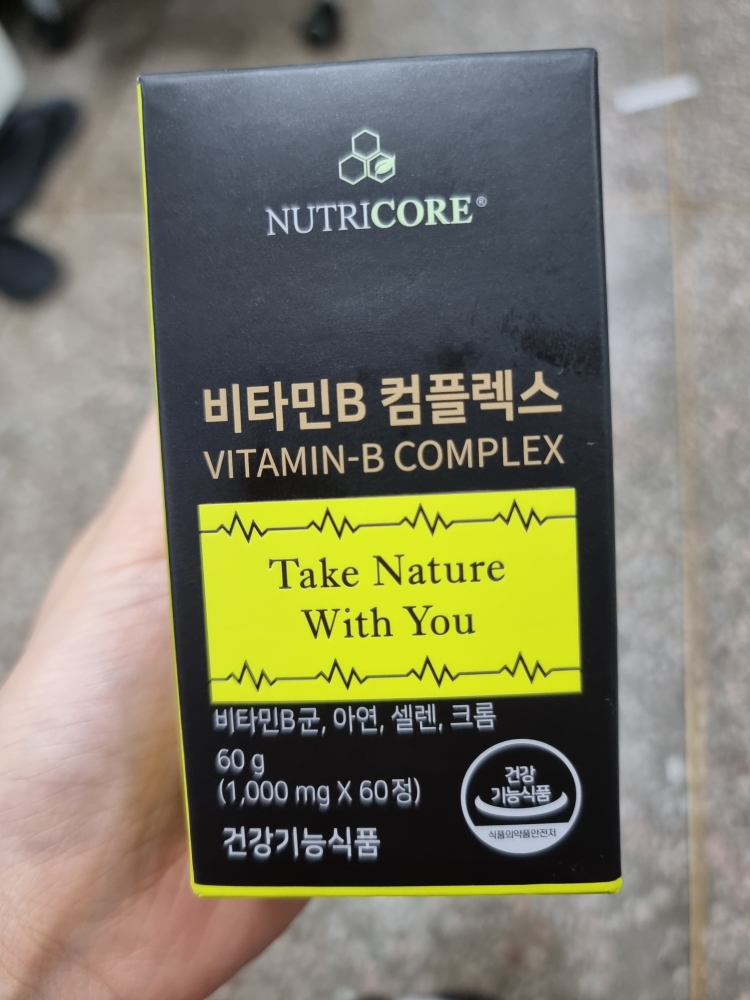 NUTRICORE®
비타민B 컴플렉스
VITAMIN-B COMPLEX
Take Nature
With You
비타민B군, 아연, 셀렌, 크롬
60 g
(1,000 mg X 60정)
건강기능식품
건강
기능식품
식품의약품안전처